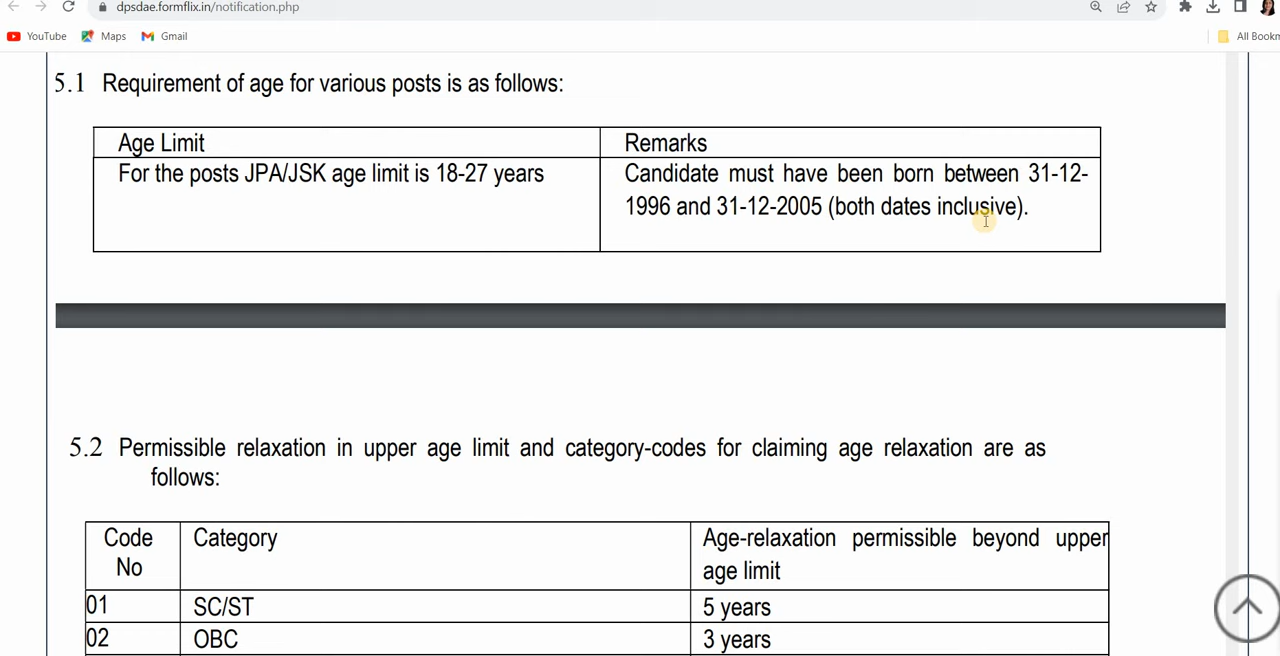 dpsdae.formflix.in/notification.php
YouTube Maps Gmail
5.1 Requirement of age for various posts is as follows:
Age Limit Remarks
For the posts JPA/JSK age limit is 18-27 years Candidate must have been born between 31-12-
1996 and 31-12-2005 (both dates inclusive).
5.2 Permissible relaxation in upper age limit and category-codes for claiming age relaxation are as
follows:
Code Category Age-relaxation permissible beyond upper
No age limit
01 SC/ST 5 years
02 OBC 3 years